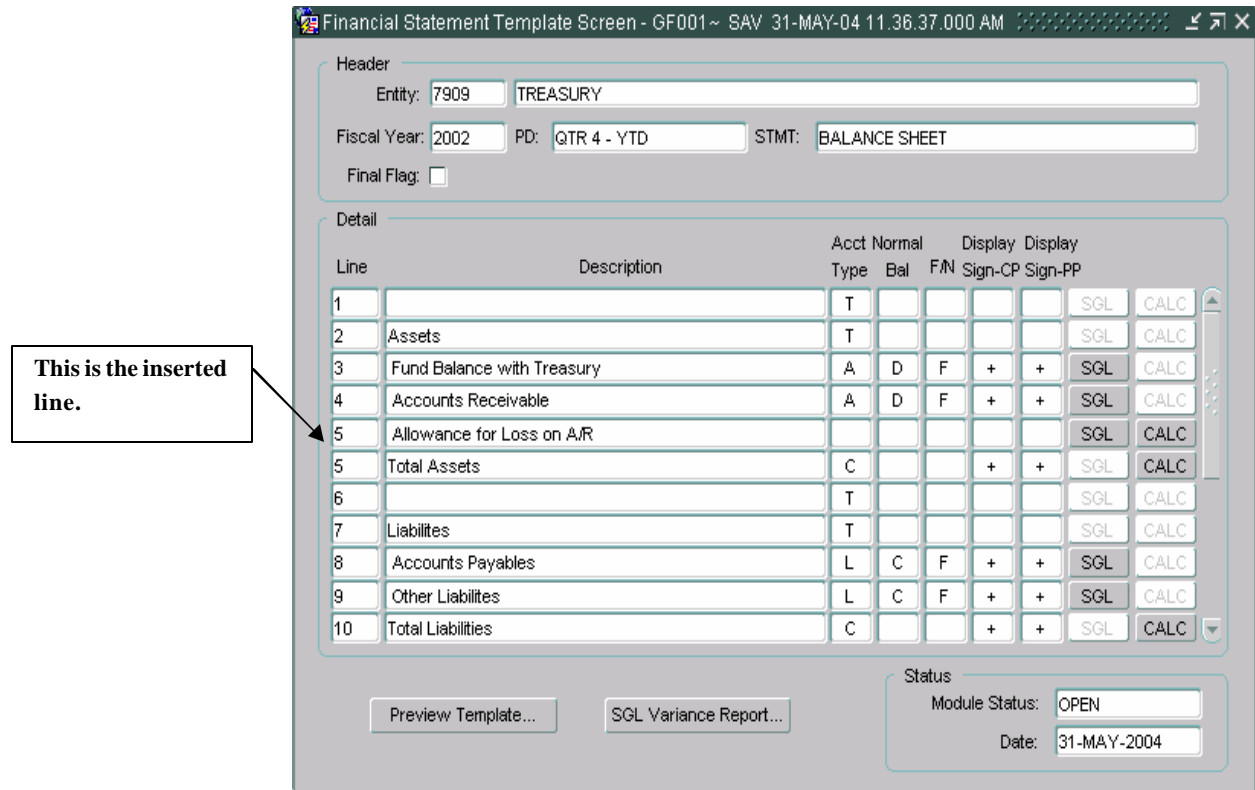 Financial Statement Template Screen - GF001~ SAV 31-MAY-04 11.36.37.000 AM
Header
Entity: 7909 TREASURY
Fiscal Year: 2002 PD: QTR 4 - YTD STMT: BALANCE SHEET
Final Flag:
Detail
Acct Normal Display Display
Line Description Type Bal F/N Sign-CP Sign-PP
1 T SGL CALC
2 Assets T SGL CALC
3 Fund Balance with Treasury A D F + + SGL CALC
4 Accounts Receivable A D F + + SGL CALC
5 Allowance for Loss on A/R SGL CALC
5 Total Assets C + + SGL CALC
6 T SGL CALC
7 Liabilites T SGL CALC
8 Accounts Payables L C F + + SGL CALC
9 Other Liabilites L C F + + SGL CALC
10 Total Liabilities C + + SGL CALC
This is the inserted
line.
Preview Template... SGL Variance Report...
Status
Module Status: OPEN
Date: 31-MAY-2004